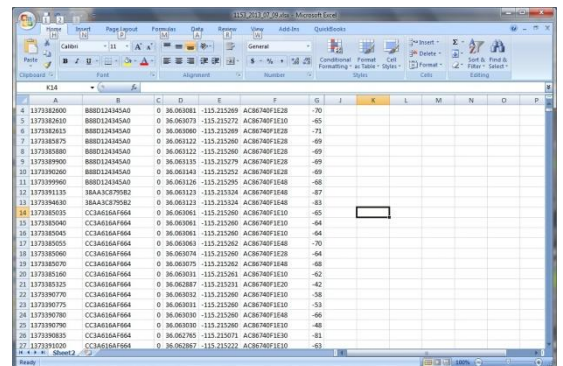 1157_2013_07_09.xlsx - Microsoft Excel
Home Insert Page Layout Formulas Data Review View Add-Ins QuickBooks
Calibri 11 General Insert
Paste Delete
Conditional Format Cell Format Sort & Find &
Formatting as Table Styles Filter Select
Clipboard Font Alignment Number Styles Cells Editing
K14 fx
A B C D E F G J K L M N O P
4 1373382600 B88D124345A0 0 36.063081 -115.215269 AC86740F1E28 -70
5 1373382610 B88D124345A0 0 36.063073 -115.215272 AC86740F1E10 -65
6 1373382615 B88D124345A0 0 36.063060 -115.215269 AC86740F1E28 -71
7 1373385875 B88D124345A0 0 36.063122 -115.215260 AC86740F1E28 -69
8 1373385880 B88D124345A0 0 36.063122 -115.215260 AC86740F1E28 -69
9 1373389900 B88D124345A0 0 36.063135 -115.215279 AC86740F1E28 -69
10 1373390260 B88D124345A0 0 36.063143 -115.215252 AC86740F1E28 -69
11 1373399960 B88D124345A0 0 36.063126 -115.215295 AC86740F1E48 -68
12 1373391135 38AA3C8795B2 0 36.063123 -115.215324 AC86740F1E48 -87
13 1373394630 38AA3C8795B2 0 36.063123 -115.215324 AC86740F1E48 -83
14 1373385035 CC3A616AF664 0 36.063061 -115.215260 AC86740F1E10 -65
15 1373385040 CC3A616AF664 0 36.063061 -115.215260 AC86740F1E10 -64
16 1373385045 CC3A616AF664 0 36.063061 -115.215260 AC86740F1E10 -64
17 1373385055 CC3A616AF664 0 36.063063 -115.215262 AC86740F1E48 -70
18 1373385060 CC3A616AF664 0 36.063074 -115.215260 AC86740F1E28 -64
19 1373385070 CC3A616AF664 0 36.063075 -115.215262 AC86740F1E48 -68
20 1373385160 CC3A616AF664 0 36.063031 -115.215261 AC86740F1E10 -62
21 1373385325 CC3A616AF664 0 36.062887 -115.215231 AC86740F1E20 -42
22 1373390770 CC3A616AF664 0 36.063032 -115.215260 AC86740F1E10 -58
23 1373390775 CC3A616AF664 0 36.063031 -115.215260 AC86740F1E10 -53
24 1373390780 CC3A616AF664 0 36.063030 -115.215260 AC86740F1E48 -66
25 1373390790 CC3A616AF664 0 36.063030 -115.215260 AC86740F1E10 -48
26 1373390835 CC3A616AF664 0 36.062765 -115.215071 AC86740F1E30 -81
27 1373391020 CC3A616AF664 0 36.062867 -115.215222 AC86740F1E10 -63
Sheet2
Ready 100%